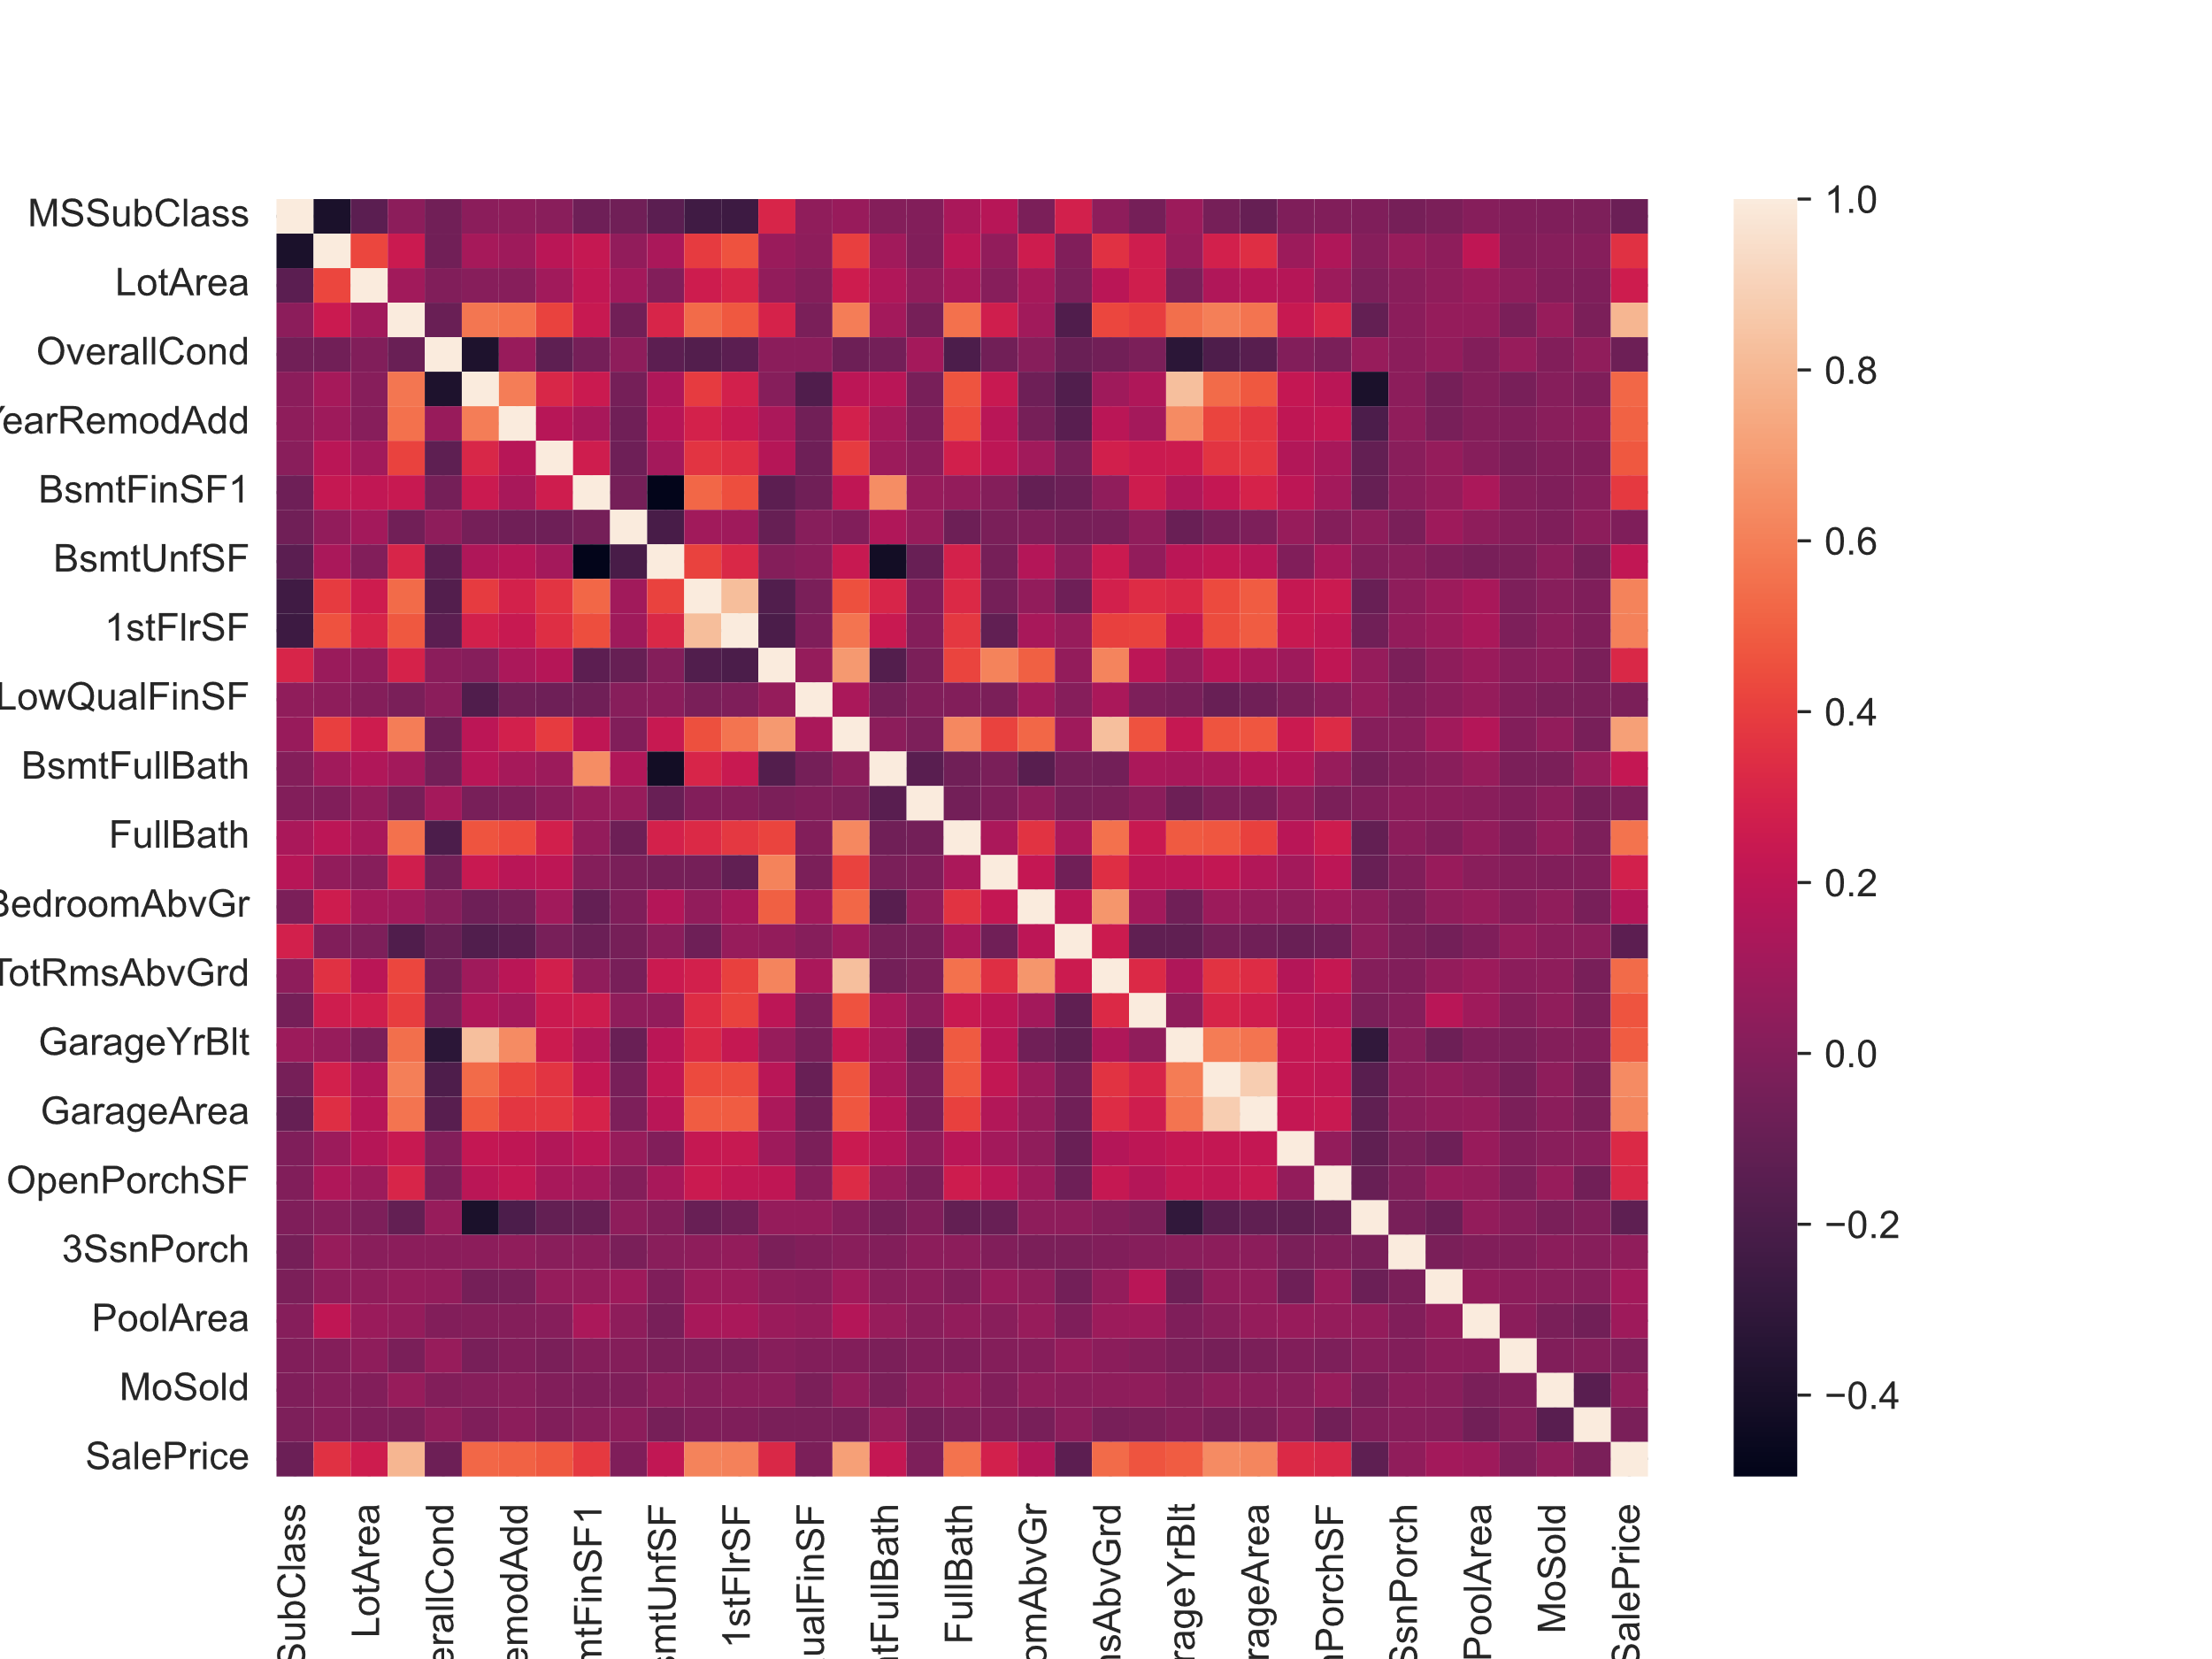 MSSubClass
LotArea
OverallCond
YearRemodAdd
BsmtFinSF1
BsmtUnfSF
1stFlrSF
LowQualFinSF
BsmtFullBath
FullBath
BedroomAbvGr
TotRmsAbvGrd
GarageYrBlt
GarageArea
OpenPorchSF
3SsnPorch
PoolArea
MoSold
SalePrice
SubClass
LotArea
erallCond
emodAdd
mtFinSF1
smtUnfSF
1stFlrSF
ualFinSF
ntFullBath
FullBath
omAbvGr
nsAbvGrd
rageYrBlt
rageArea
nPorchSF
SsnPorch
PoolArea
MoSold
SalePrice
1.0
0.8
0.6
0.4
0.2
0.0
−0.2
−0.4